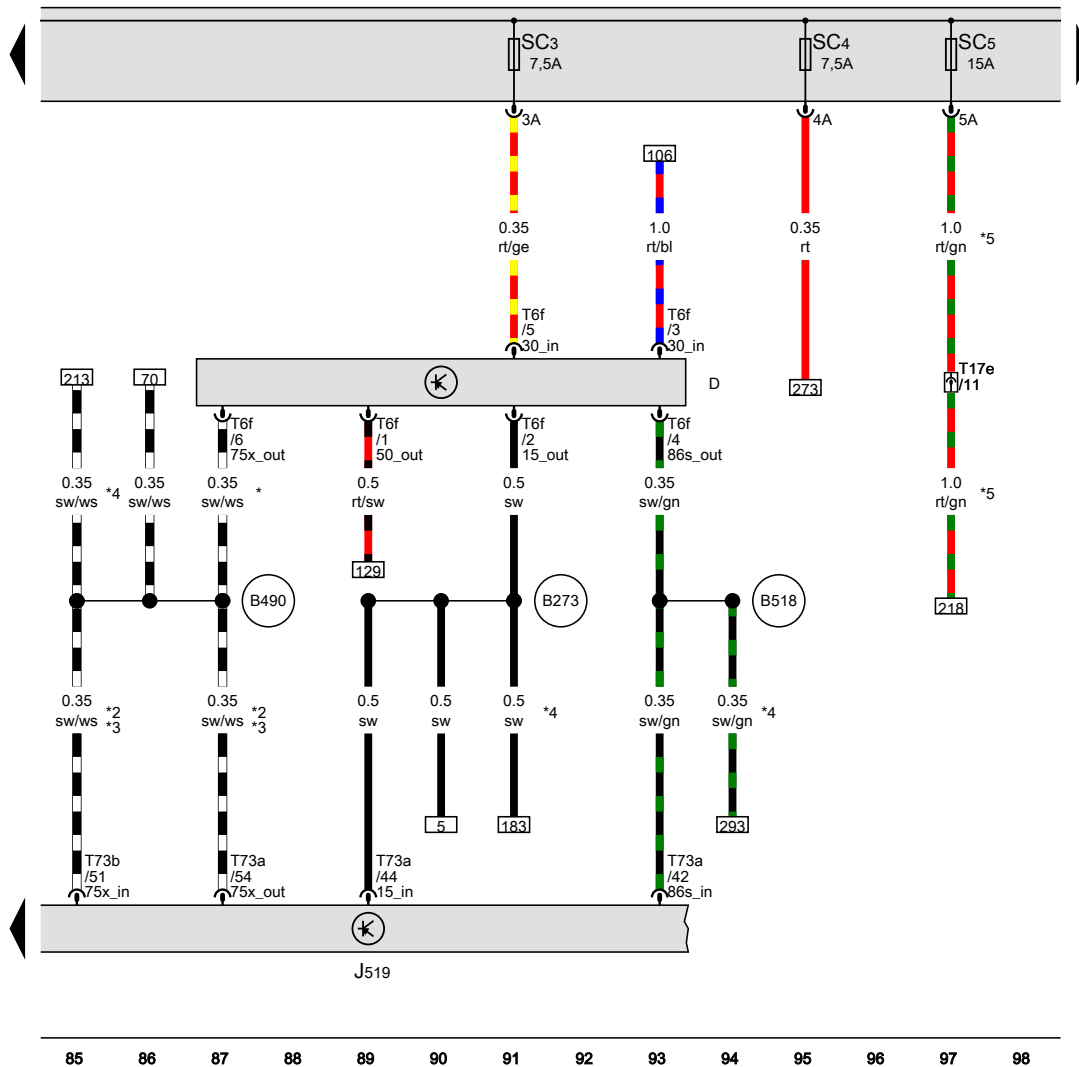 SC3 SC4 SC5
7,5A 7,5A 15A
3A 4A 5A
106
0.35 1.0 0.35 1.0
rt/ge rt/bl rt rt/gn *5
T6f T6f
/5 /3
30_in 30_in
T17e
/11
213 70 D 273
T6f T6f T6f T6f
/6 /1 /2 /4
75x_out 50_out 15_out 86s_out
0.35 0.35 0.35 0.5 0.5 0.35 1.0
sw/ws *4 sw/ws sw/ws * rt/sw sw sw/gn rt/gn *5
129
B490 B273 B518 218
0.35 0.35 0.5 0.5 0.5 0.35 0.35
sw/ws *2 *3 sw/ws *2 *3 sw sw sw *4 sw/gn sw/gn *4
5 183 293
T73b T73a T73a T73a
/51 /54 /44 /42
75x_in 75x_out 15_in 86s_in
J519
85 86 87 88 89 90 91 92 93 94 95 96 97 98